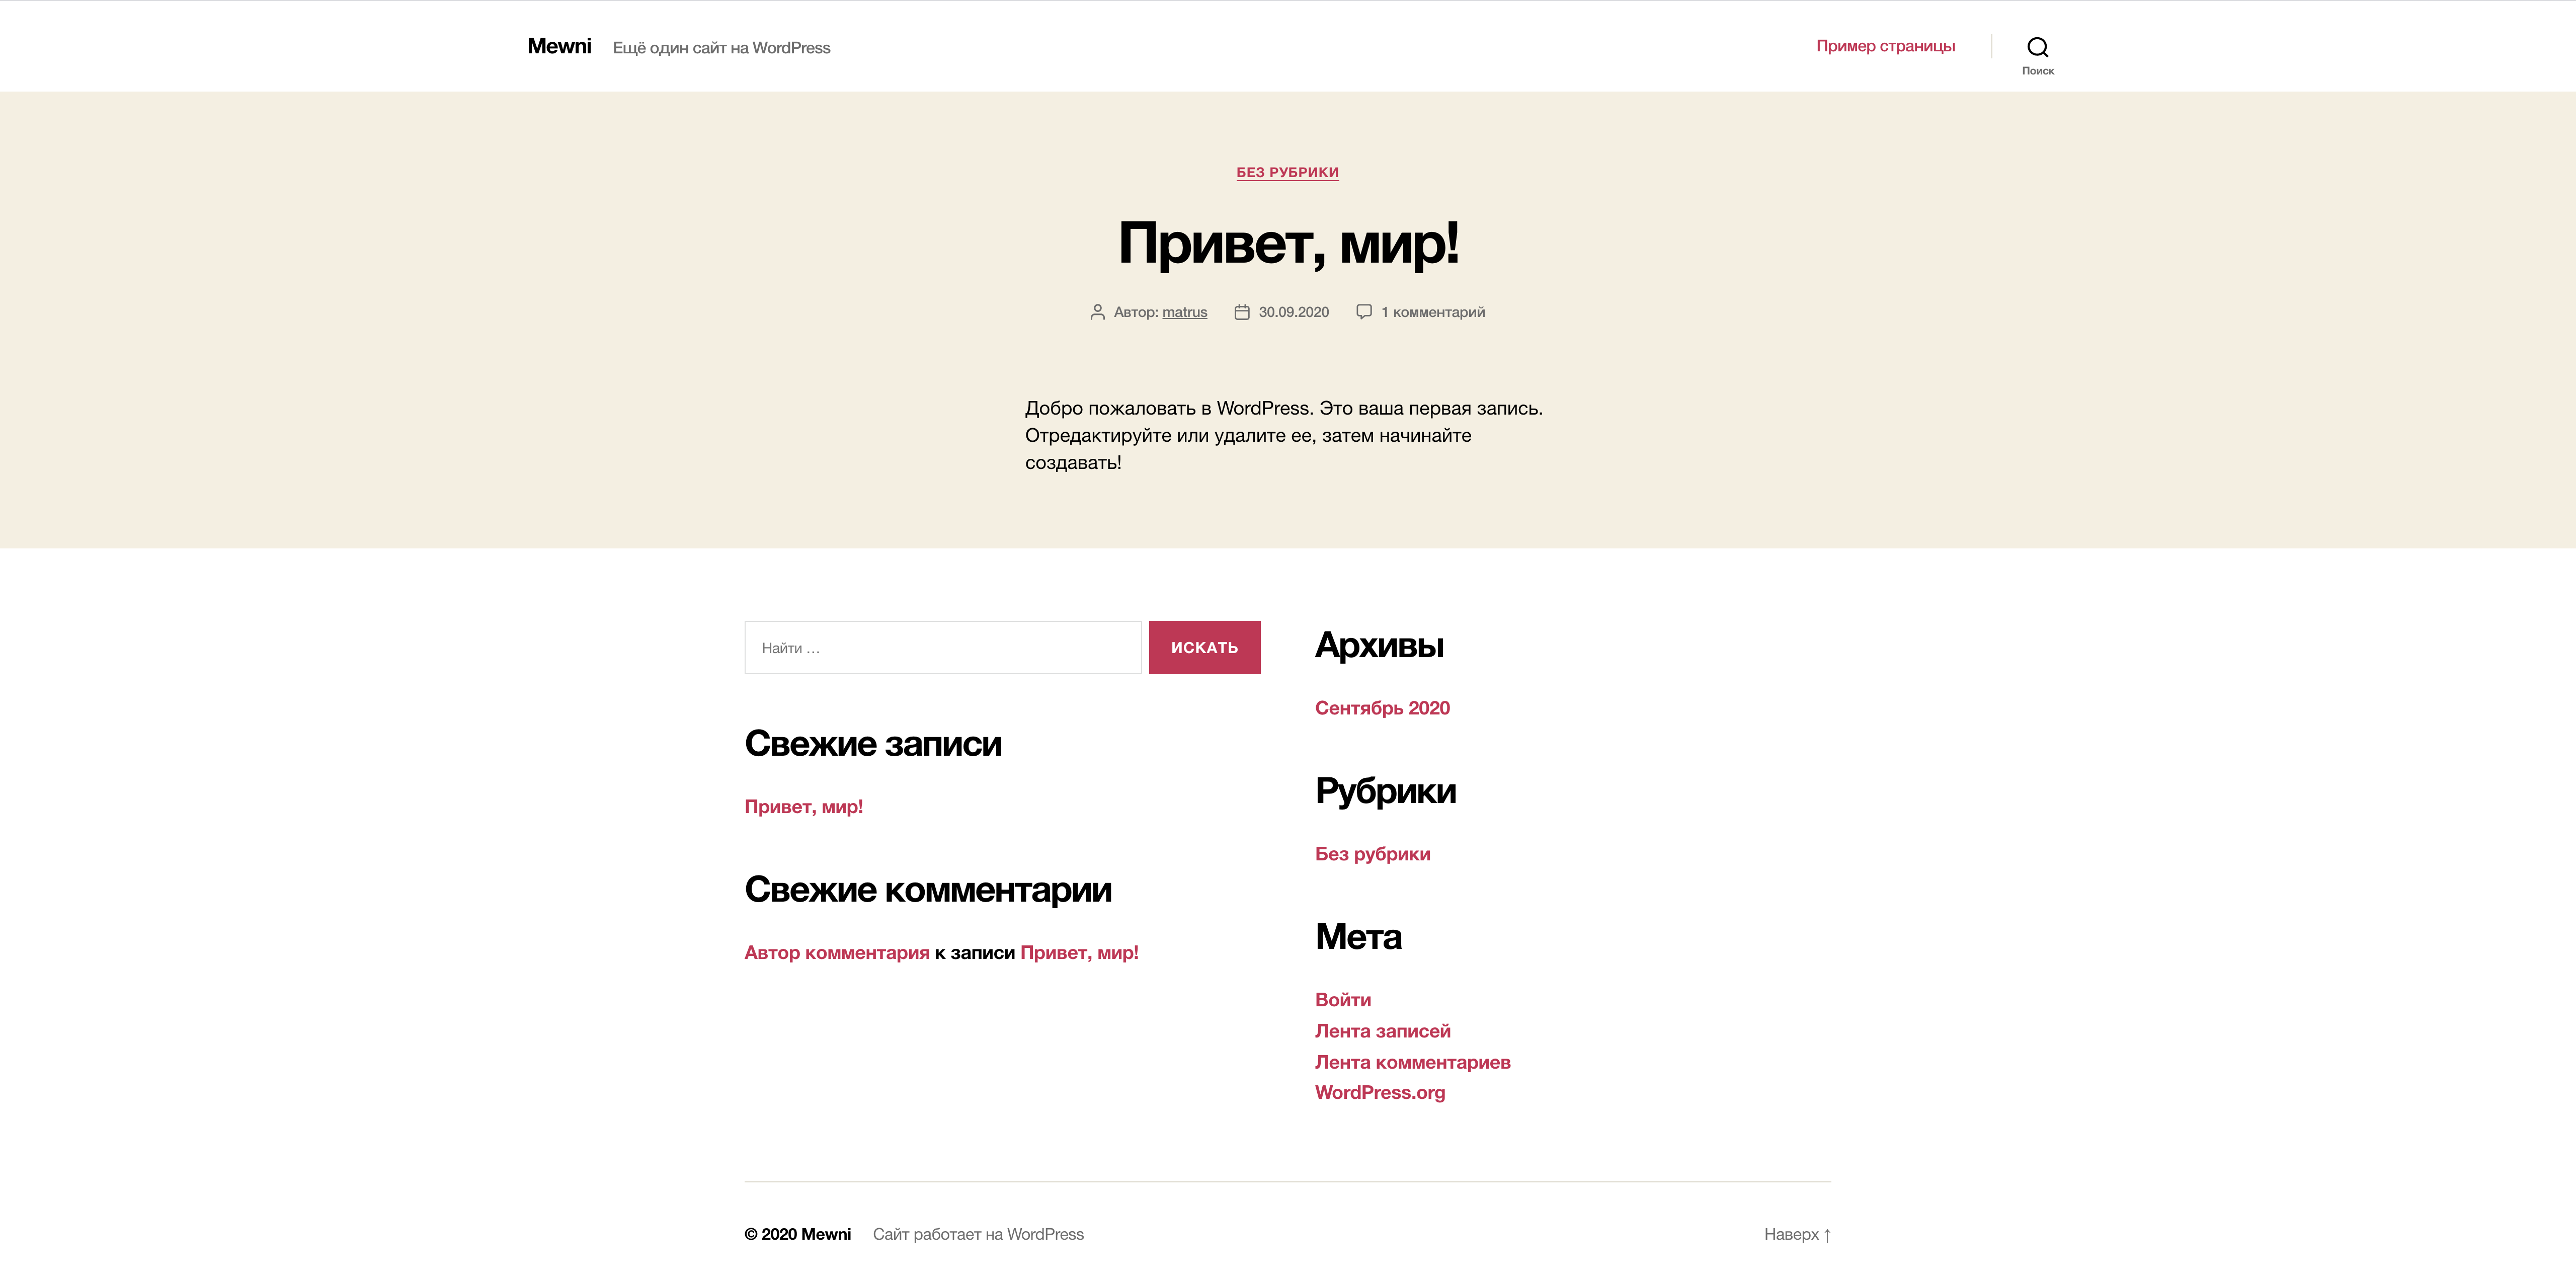 Mewni Ещё один сайт на WordPress Пример страницы
Поиск
БЕЗ РУБРИКИ
Привет, мир!
Автор: matrus 30.09.2020 1 комментарий
Добро пожаловать в WordPress. Это ваша первая запись.
Отредактируйте или удалите ее, затем начинайте
создавать!
Найти …
ИСКАТЬ
Свежие записи
Привет, мир!
Свежие комментарии
Автор комментария к записи Привет, мир!
Архивы
Сентябрь 2020
Рубрики
Без рубрики
Мета
Войти
Лента записей
Лента комментариев
WordPress.org
© 2020 Mewni Сайт работает на WordPress Наверх ↑